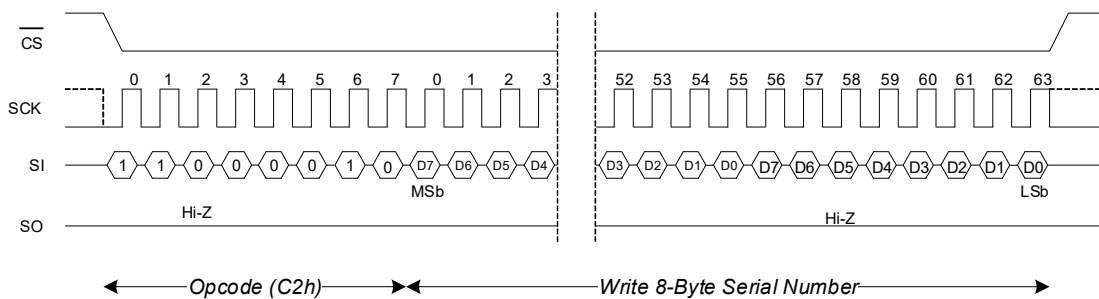 CS
0 1 2 3 4 5 6 7 0 1 2 3 52 53 54 55 56 57 58 59 60 61 62 63
SCK
SI 1 1 0 0 0 0 1 0 D7 D6 D5 D4 D3 D2 D1 D0 D7 D6 D5 D4 D3 D2 D1 D0
MSb LSb
Hi-Z Hi-Z
SO
Opcode (C2h) Write 8-Byte Serial Number